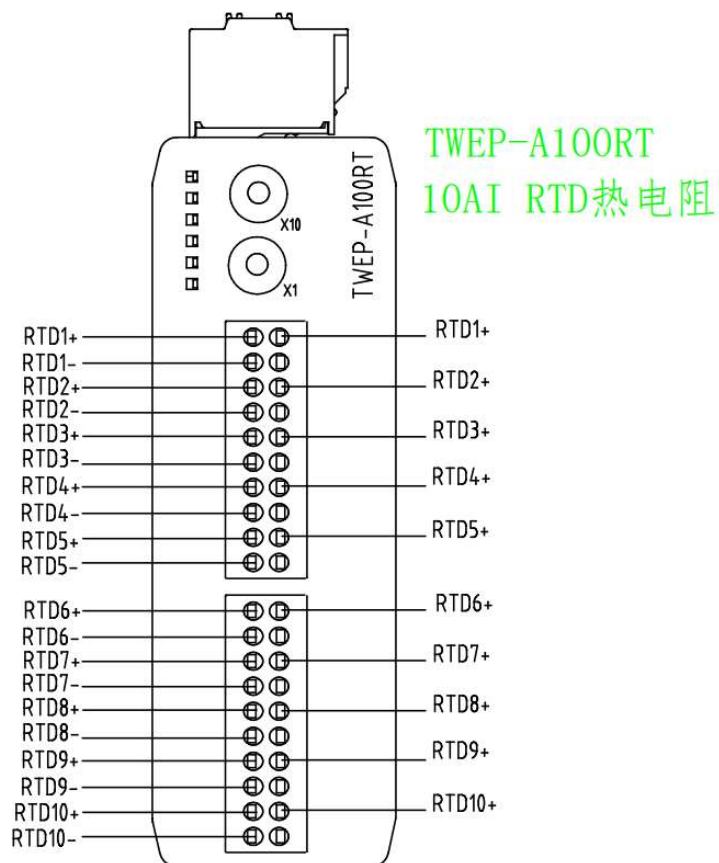 TWEP-A100RT
10AI RTD热电阻
TWEP-A100RT
X10
X1
RTD1+ RTD1+
RTD1-
RTD2+ RTD2+
RTD2-
RTD3+ RTD3+
RTD3-
RTD4+ RTD4+
RTD4-
RTD5+ RTD5+
RTD5-
RTD6+ RTD6+
RTD6-
RTD7+ RTD7+
RTD7-
RTD8+ RTD8+
RTD8-
RTD9+ RTD9+
RTD9-
RTD10+ RTD10+
RTD10-